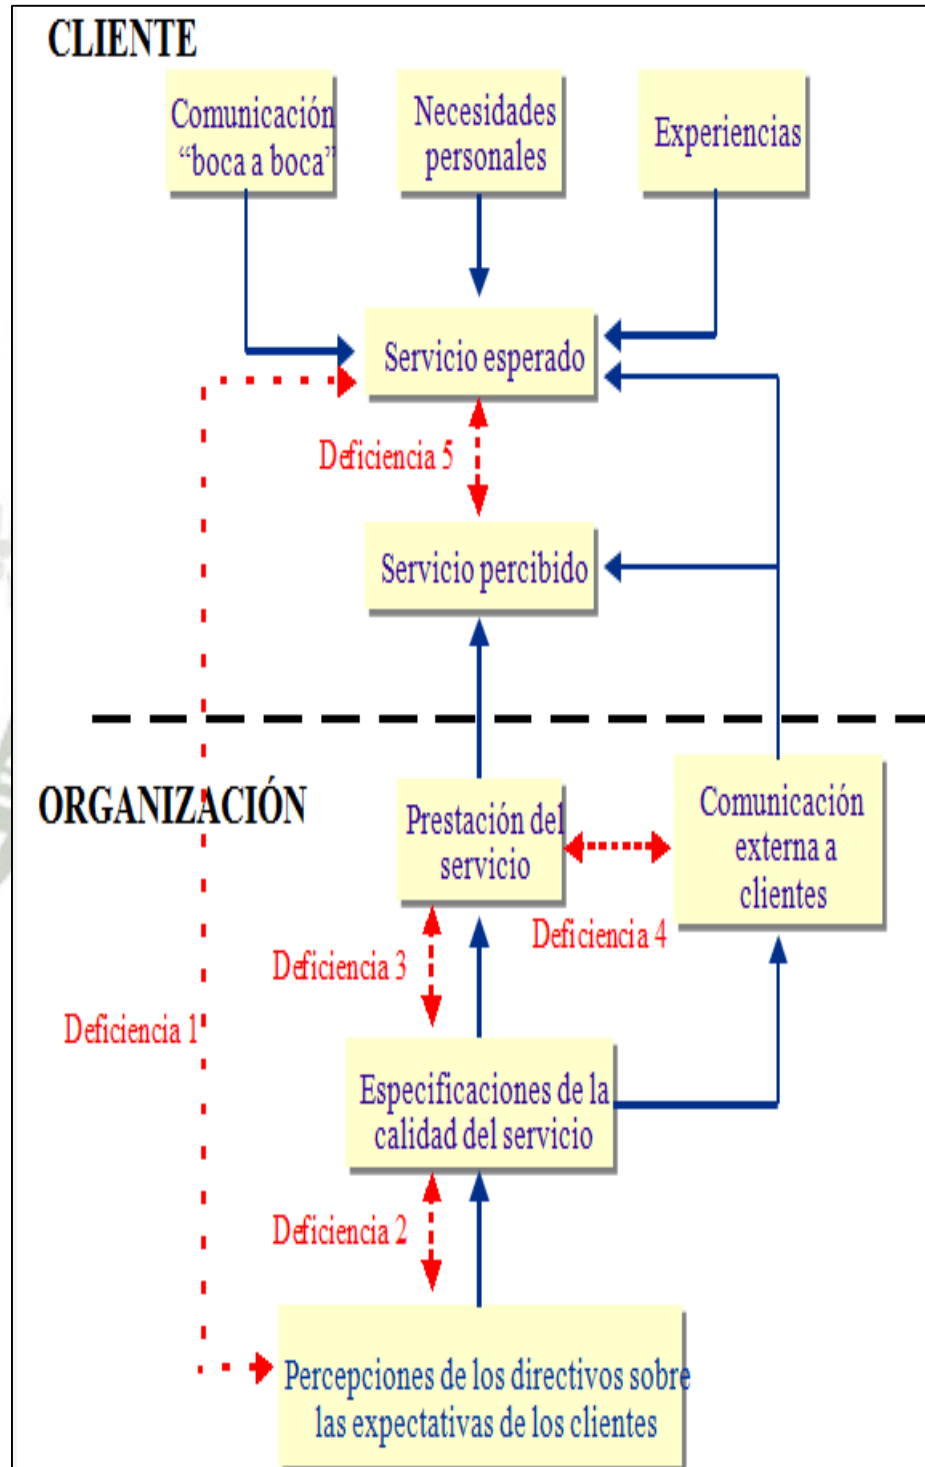 CLIENTE
Comunicación
“boca a boca”
Necesidades
personales
Experiencias
Servicio esperado
Deficiencia 5
Servicio percibido
ORGANIZACIÓN
Prestación del
servicio
Comunicación
externa a
clientes
Deficiencia 4
Deficiencia 3
Deficiencia 1
Especificaciones de la
calidad del servicio
Deficiencia 2
Percepciones de los directivos sobre
las expectativas de los clientes